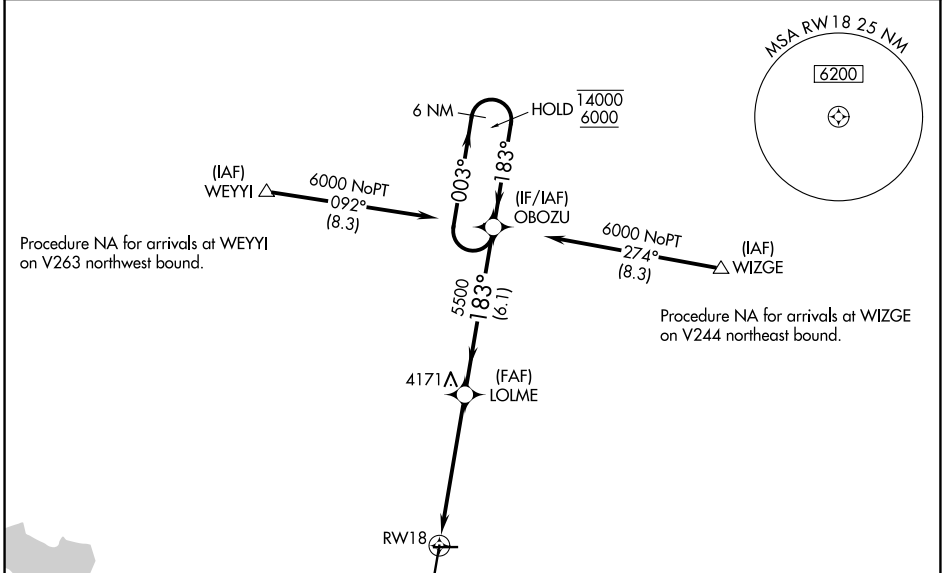 MSA RW18 25 NM
6200
6 NM
HOLD
14000
6000
003°
183°
(IAF)
WEYYI
6000 NoPT
092°
(8.3)
(IF/IAF)
OBOZU
6000 NoPT
274°
(8.3)
(IAF)
WIZGE
Procedure NA for arrivals at WEYYI
on V263 northwest bound.
Procedure NA for arrivals at WIZGE
on V244 northeast bound.
5500
183°
(6.1)
4171
(FAF)
LOLME
RW18